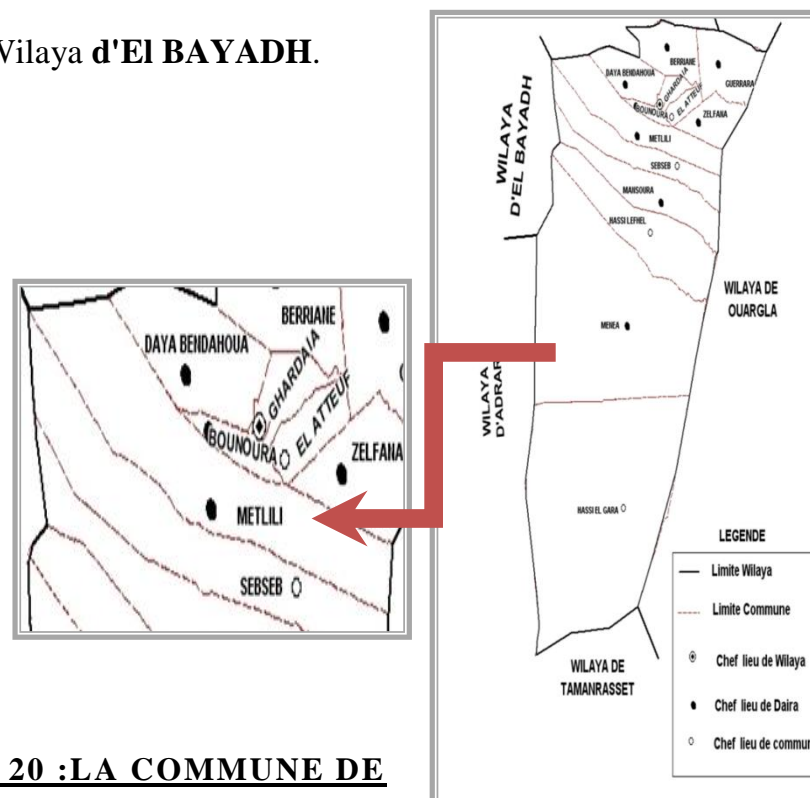 Wilaya d'El BAYADH.
BERRIANE
DAYA BENDAHOUA
GUERRARA
GHARDAIA
BOUNOURA
EL ATTEUF
ZELFANA
METLILI
SEBSEB
MANSOURA
HASSI LEFHEL
WILAYA
D'EL BAYADH
WILAYA DE
OUARGLA
MENEA
WILAYA
D'ADRAR
HASSI EL GARA
WILAYA DE
TAMANRASSET
LEGENDE
Limite Wilaya
Limite Commune
Chef lieu de Wilaya
Chef lieu de Daira
Chef lieu de commun
BERRIANE
DAYA BENDAHOUA
GHARDAIA
BOUNOURA
EL ATTEUF
ZELFANA
METLILI
SEBSEB
20 :LA COMMUNE DE